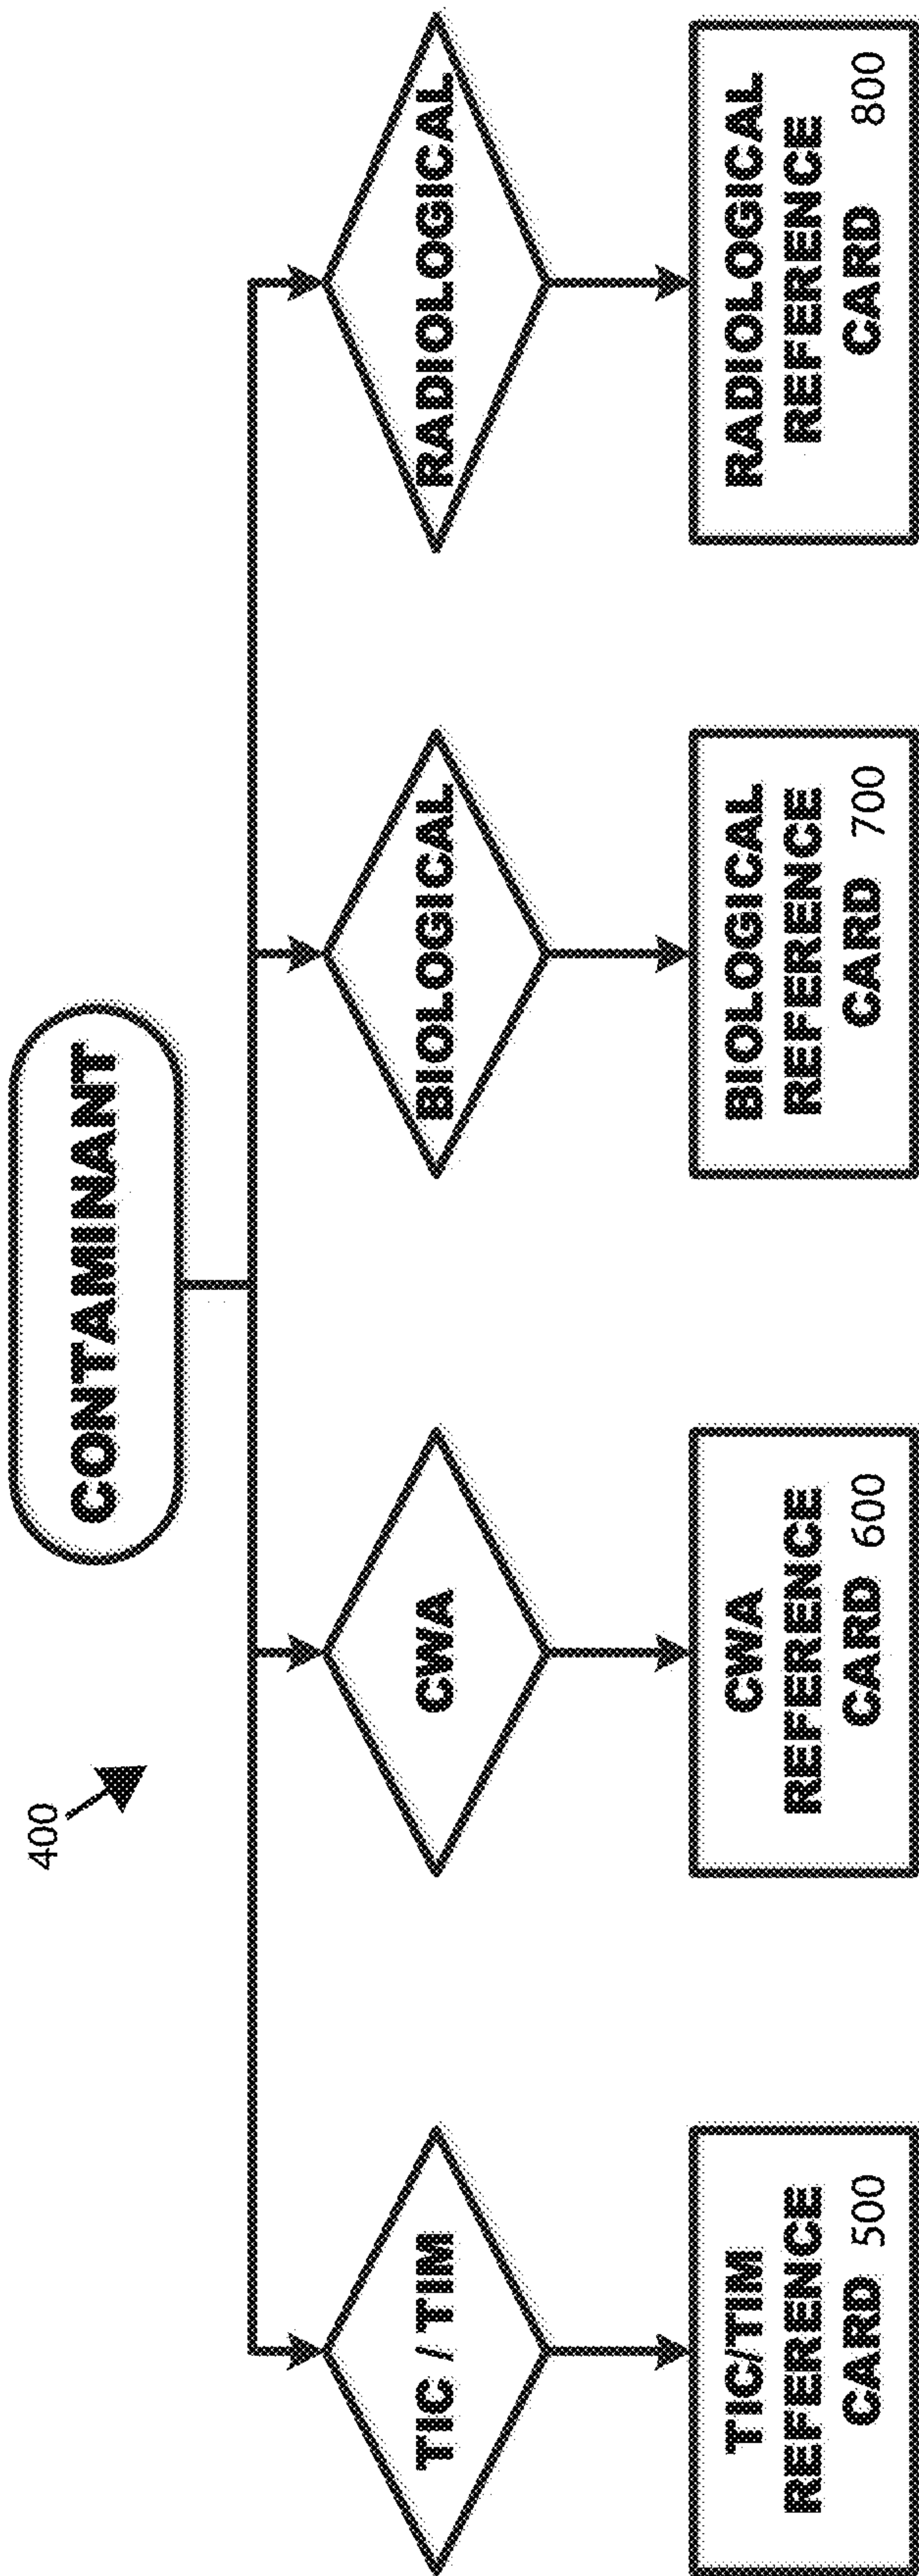 400
CONTAMINANT
TIC / TIM
CWA
BIOLOGICAL
RADIOLOGICAL
TIC/TIM
REFERENCE
CARD 500
CWA
REFERENCE
CARD 600
BIOLOGICAL
REFERENCE
CARD 700
RADIOLOGICAL
REFERENCE
CARD 800